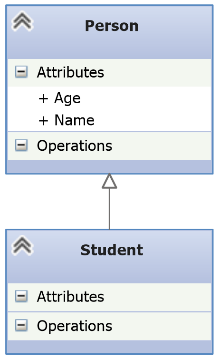 Person
Attributes
+ Age
+ Name
Operations
Student
Attributes
Operations